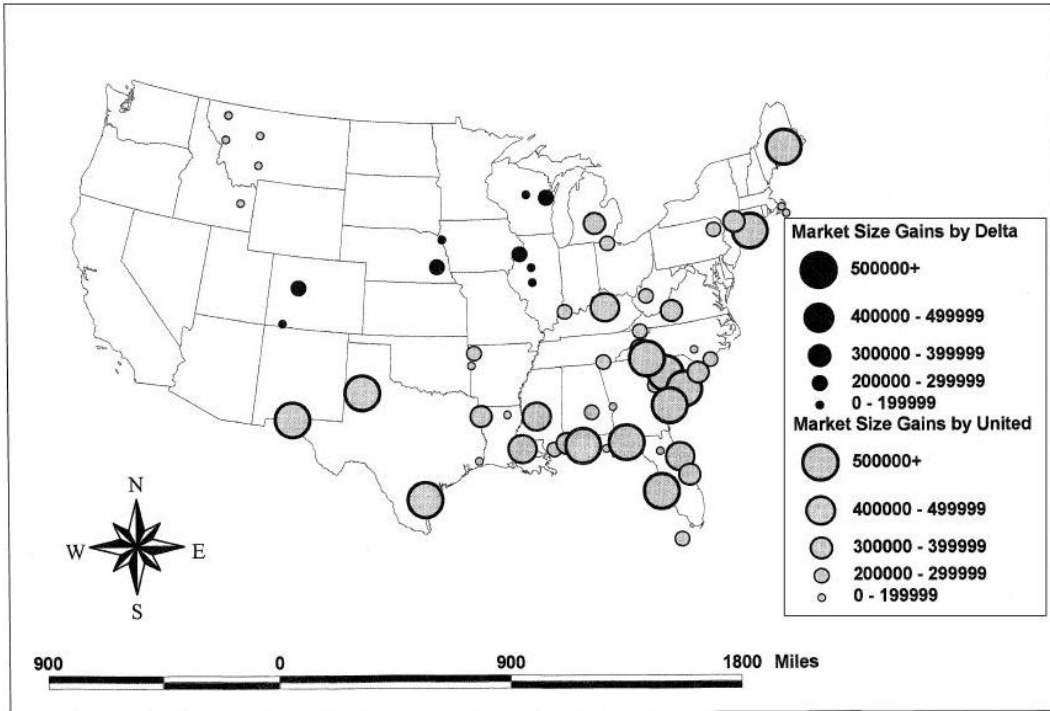 Market Size Gains by Delta
500000+
400000 - 499999
300000 - 399999
200000 - 299999
0 - 199999
Market Size Gains by United
500000+
400000 - 499999
300000 - 399999
200000 - 299999
0 - 199999
N
W E
S
900 0 900 1800 Miles